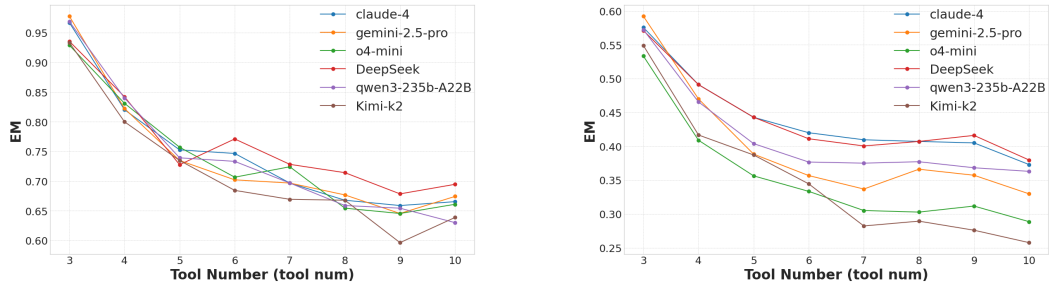 EM
0.95
0.90
0.85
0.80
0.75
0.70
0.65
0.60
3 4 5 6 7 8 9 10
Tool Number (tool num)
claude-4
gemini-2.5-pro
o4-mini
DeepSeek
qwen3-235b-A22B
Kimi-k2
EM
0.60
0.55
0.50
0.45
0.40
0.35
0.30
0.25
3 4 5 6 7 8 9 10
Tool Number (tool num)
claude-4
gemini-2.5-pro
o4-mini
DeepSeek
qwen3-235b-A22B
Kimi-k2